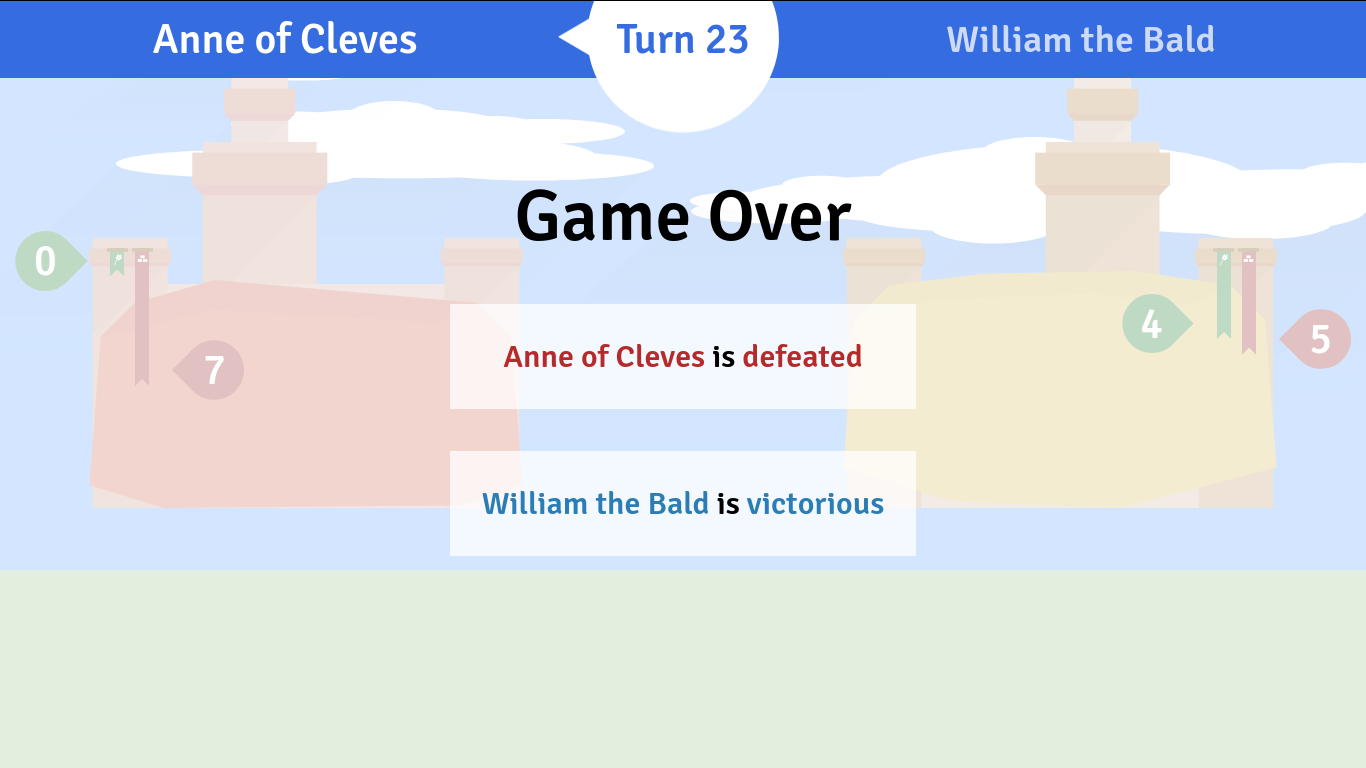 Anne of Cleves
Turn 23
William the Bald
Game Over
0
7
4
5
Anne of Cleves is defeated
William the Bald is victorious